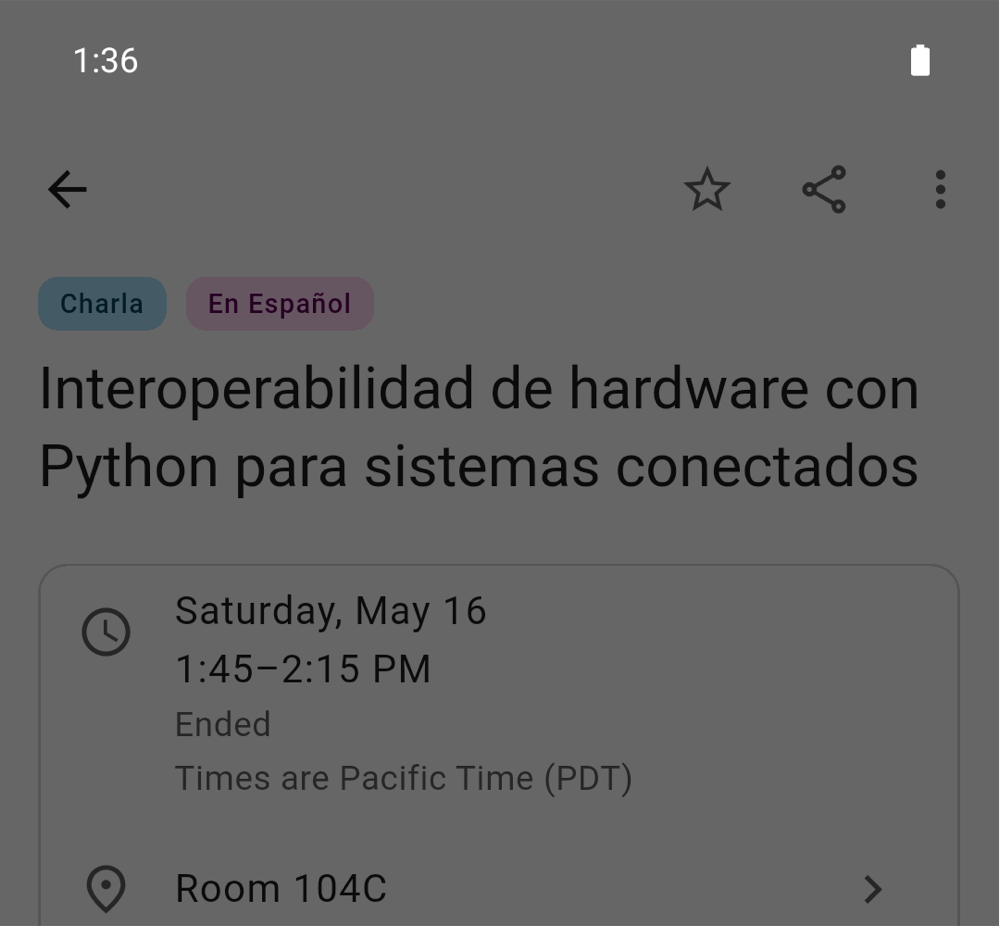 1:36
Charla En Español
Interoperabilidad de hardware con
Python para sistemas conectados
Saturday, May 16
1:45–2:15 PM
Ended
Times are Pacific Time (PDT)
Room 104C